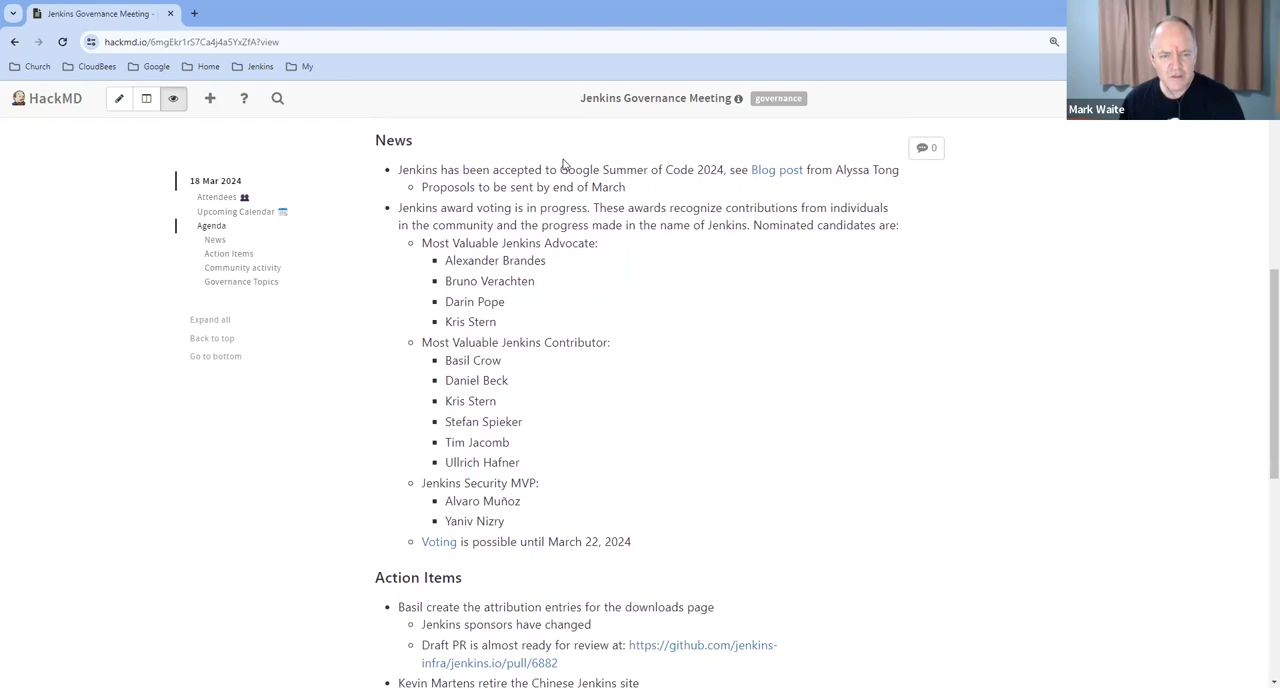 Jenkins Governance Meeting -
hackmd.io/6mgEkr1rS7Ca4j4a5YxZfA?view
Church
CloudBees
Google
Home
Jenkins
My
Mark Waite
HackMD
Jenkins Governance Meeting
governance
0
18 Mar 2024
Attendees
Upcoming Calendar
Agenda
News
Action Items
Community activity
Governance Topics
Expand all
Back to top
Go to bottom
News
Jenkins has been accepted to Google Summer of Code 2024, see Blog post from Alyssa Tong
Proposals to be sent by end of March
Jenkins award voting is in progress. These awards recognize contributions from individuals
in the community and the progress made in the name of Jenkins. Nominated candidates are:
Most Valuable Jenkins Advocate:
Alexander Brandes
Bruno Verachten
Darin Pope
Kris Stern
Most Valuable Jenkins Contributor:
Basil Crow
Daniel Beck
Kris Stern
Stefan Spieker
Tim Jacomb
Ullrich Hafner
Jenkins Security MVP:
Alvaro Muñoz
Yaniv Nizry
Voting is possible until March 22, 2024
Action Items
Basil create the attribution entries for the downloads page
Jenkins sponsors have changed
Draft PR is almost ready for review at: https://github.com/jenkins-
infra/jenkins.io/pull/6882
Kevin Martens retire the Chinese Jenkins site